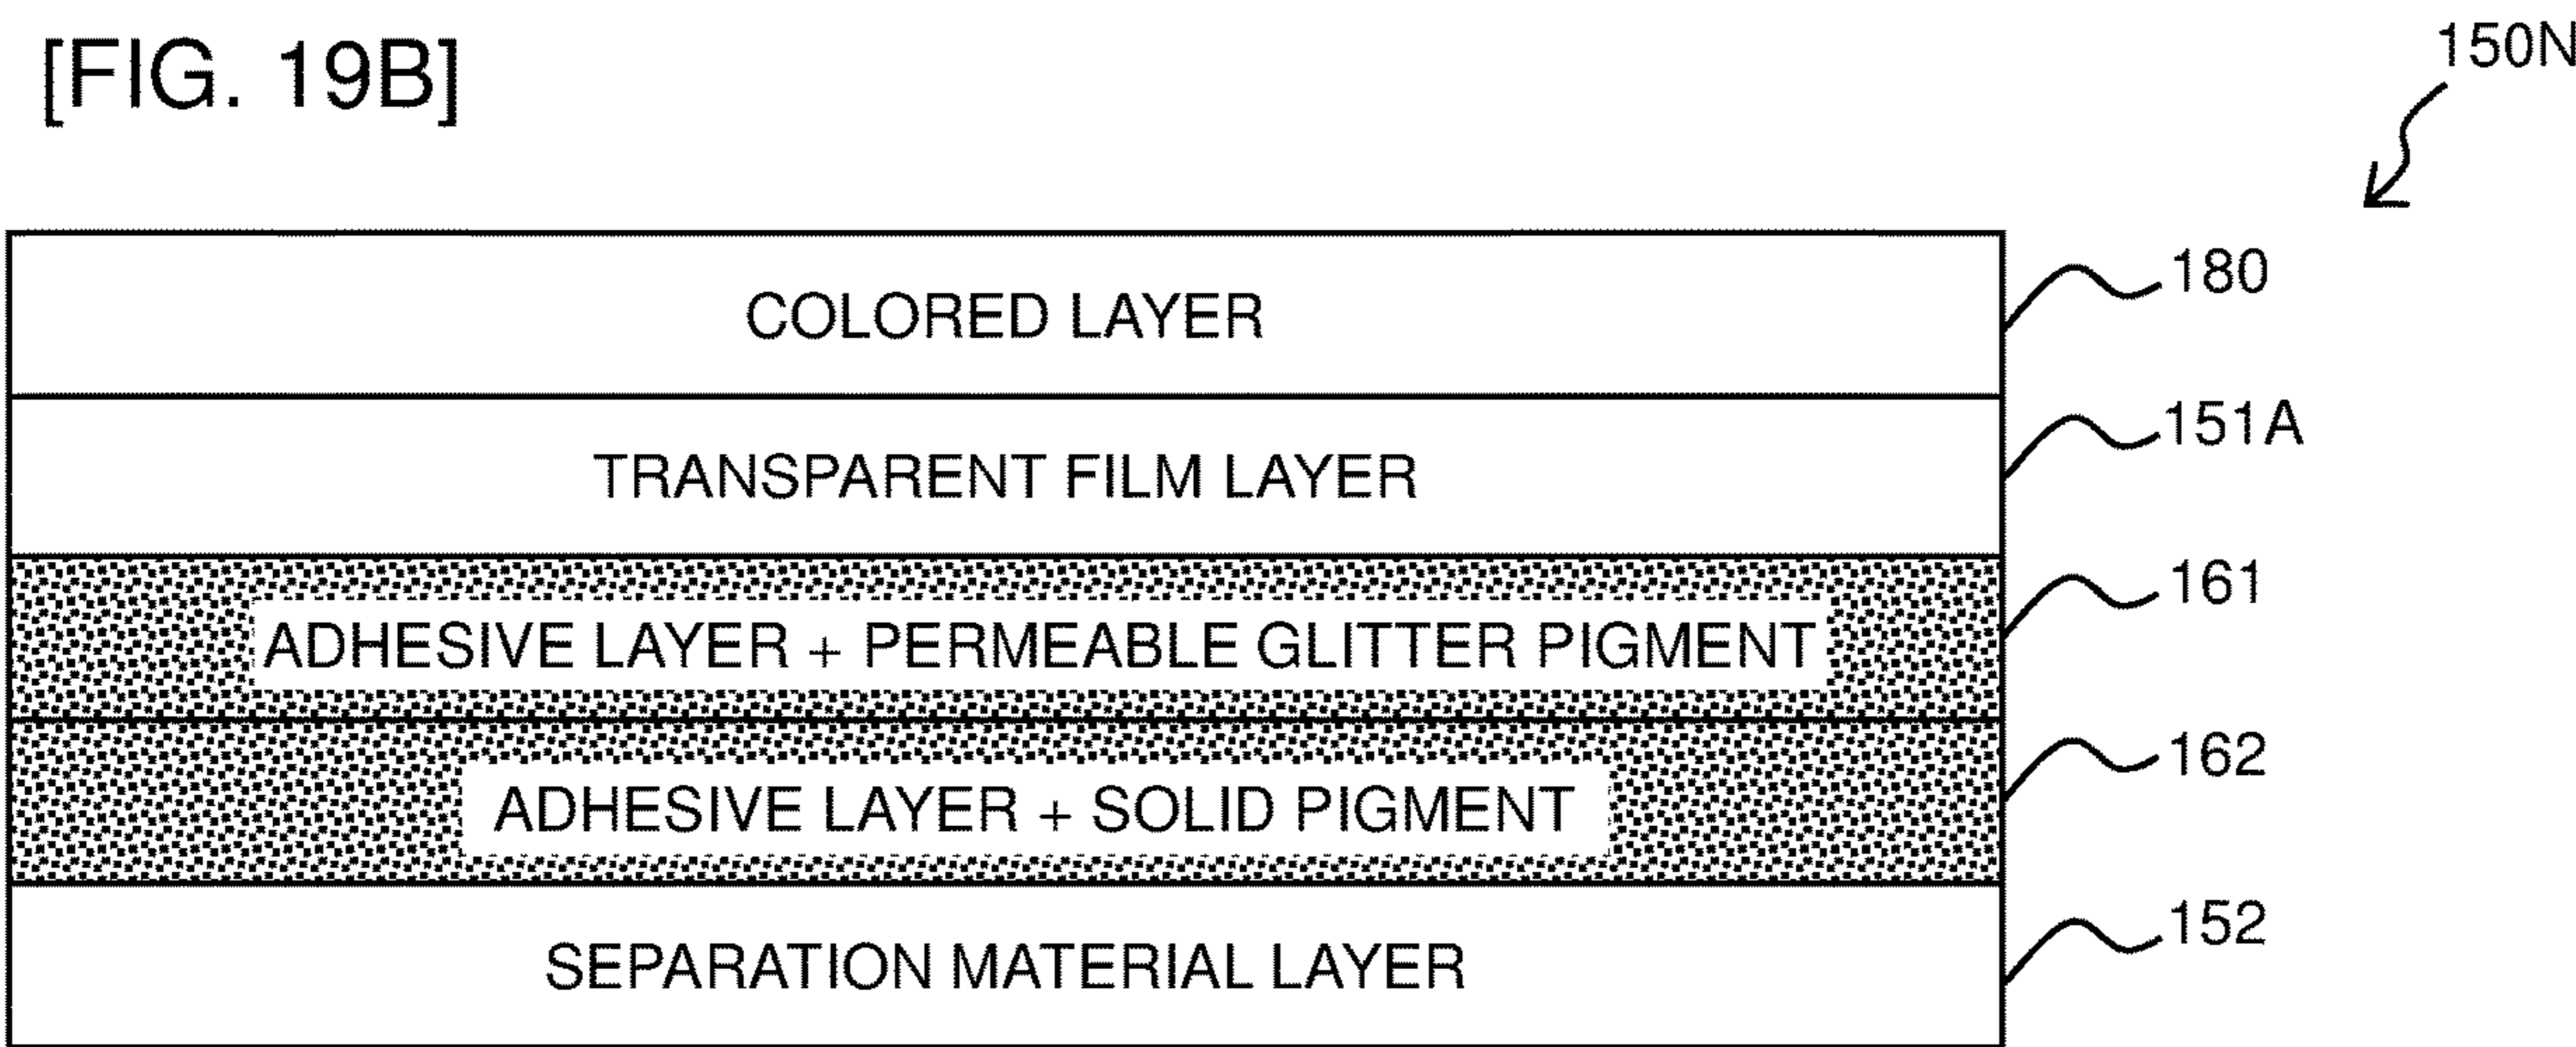 [FIG. 19B]
150N
COLORED LAYER
180
TRANSPARENT FILM LAYER
151A
ADHESIVE LAYER + PERMEABLE GLITTER PIGMENT
161
ADHESIVE LAYER + SOLID PIGMENT
162
SEPARATION MATERIAL LAYER
152